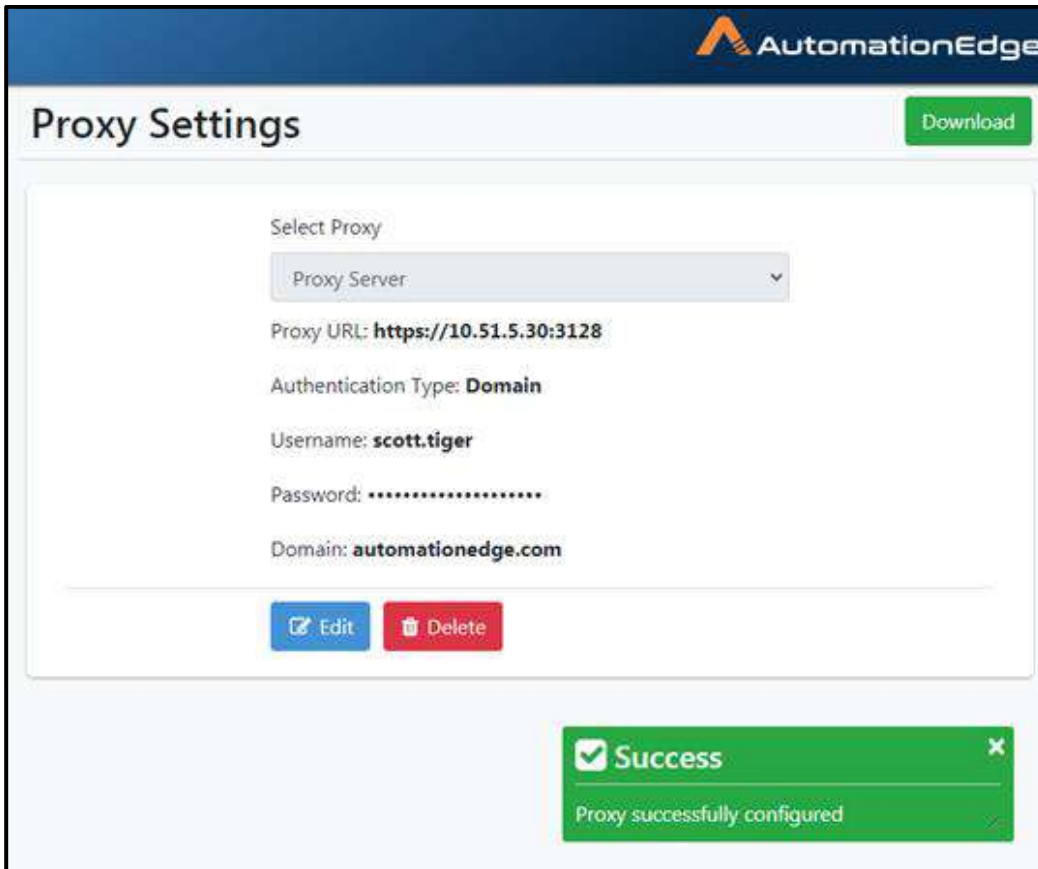 AutomationEdge
Proxy Settings
Download
Select Proxy
Proxy Server
Proxy URL: https://10.51.5.30:3128
Authentication Type: Domain
Username: scott.tiger
Password: ••••••••••••••••••••
Domain: automationedge.com
Edit Delete
Success
Proxy successfully configured